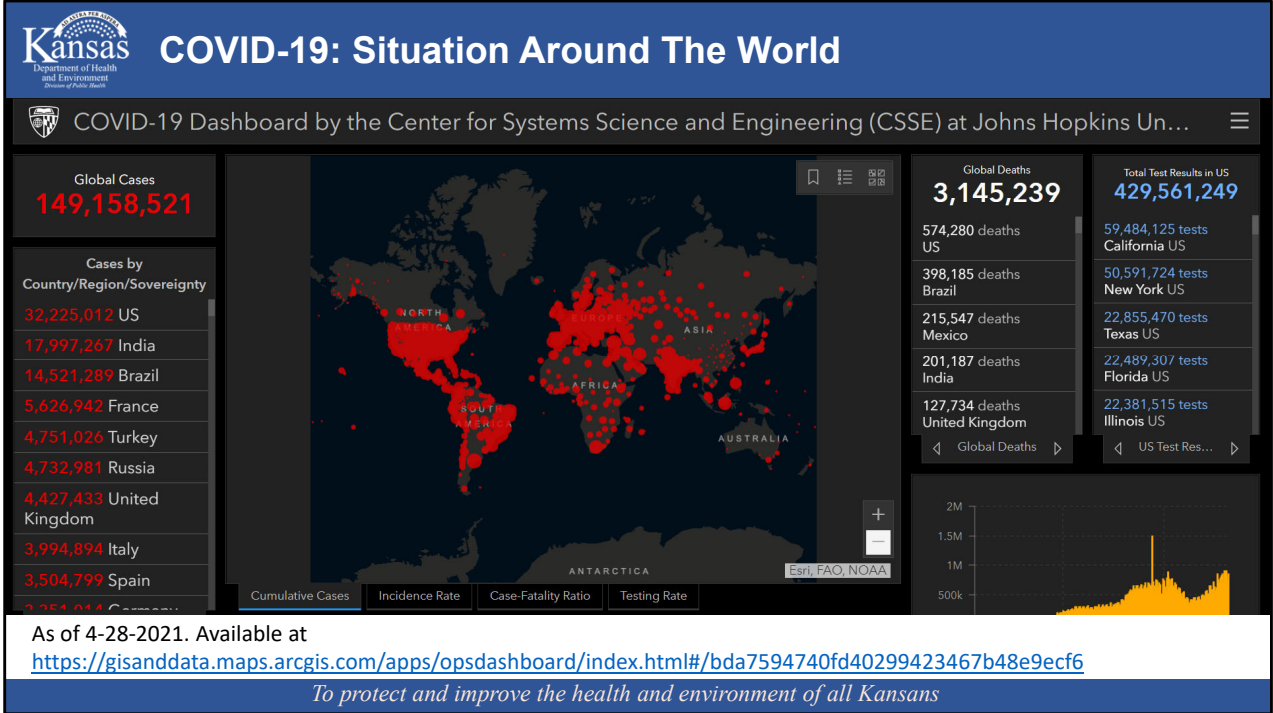 AD ASTRA PER ASPERA
Kansas
Department of Health
and Environment
Division of Public Health
COVID-19: Situation Around The World
COVID-19 Dashboard by the Center for Systems Science and Engineering (CSSE) at Johns Hopkins Un...
Global Cases
149,158,521
Cases by
Country/Region/Sovereignty
32,225,012 US
17,997,267 India
14,521,289 Brazil
5,626,942 France
4,751,026 Turkey
4,732,981 Russia
4,427,433 United
Kingdom
3,994,894 Italy
3,504,799 Spain
3,351,014 Germany
NORTH
AMERICA
SOUTH
AMERICA
EUROPE
AFRICA
ASIA
AUSTRALIA
ANTARCTICA
+
−
Esri, FAO, NOAA
Cumulative Cases
Incidence Rate
Case-Fatality Ratio
Testing Rate
Global Deaths
3,145,239
574,280 deaths
US
398,185 deaths
Brazil
215,547 deaths
Mexico
201,187 deaths
India
127,734 deaths
United Kingdom
Global Deaths
Total Test Results in US
429,561,249
59,484,125 tests
California US
50,591,724 tests
New York US
22,855,470 tests
Texas US
22,489,307 tests
Florida US
22,381,515 tests
Illinois US
US Test Res...
2M
1.5M
1M
500k
As of 4-28-2021. Available at
https://gisanddata.maps.arcgis.com/apps/opsdashboard/index.html#/bda7594740fd40299423467b48e9ecf6
To protect and improve the health and environment of all Kansans